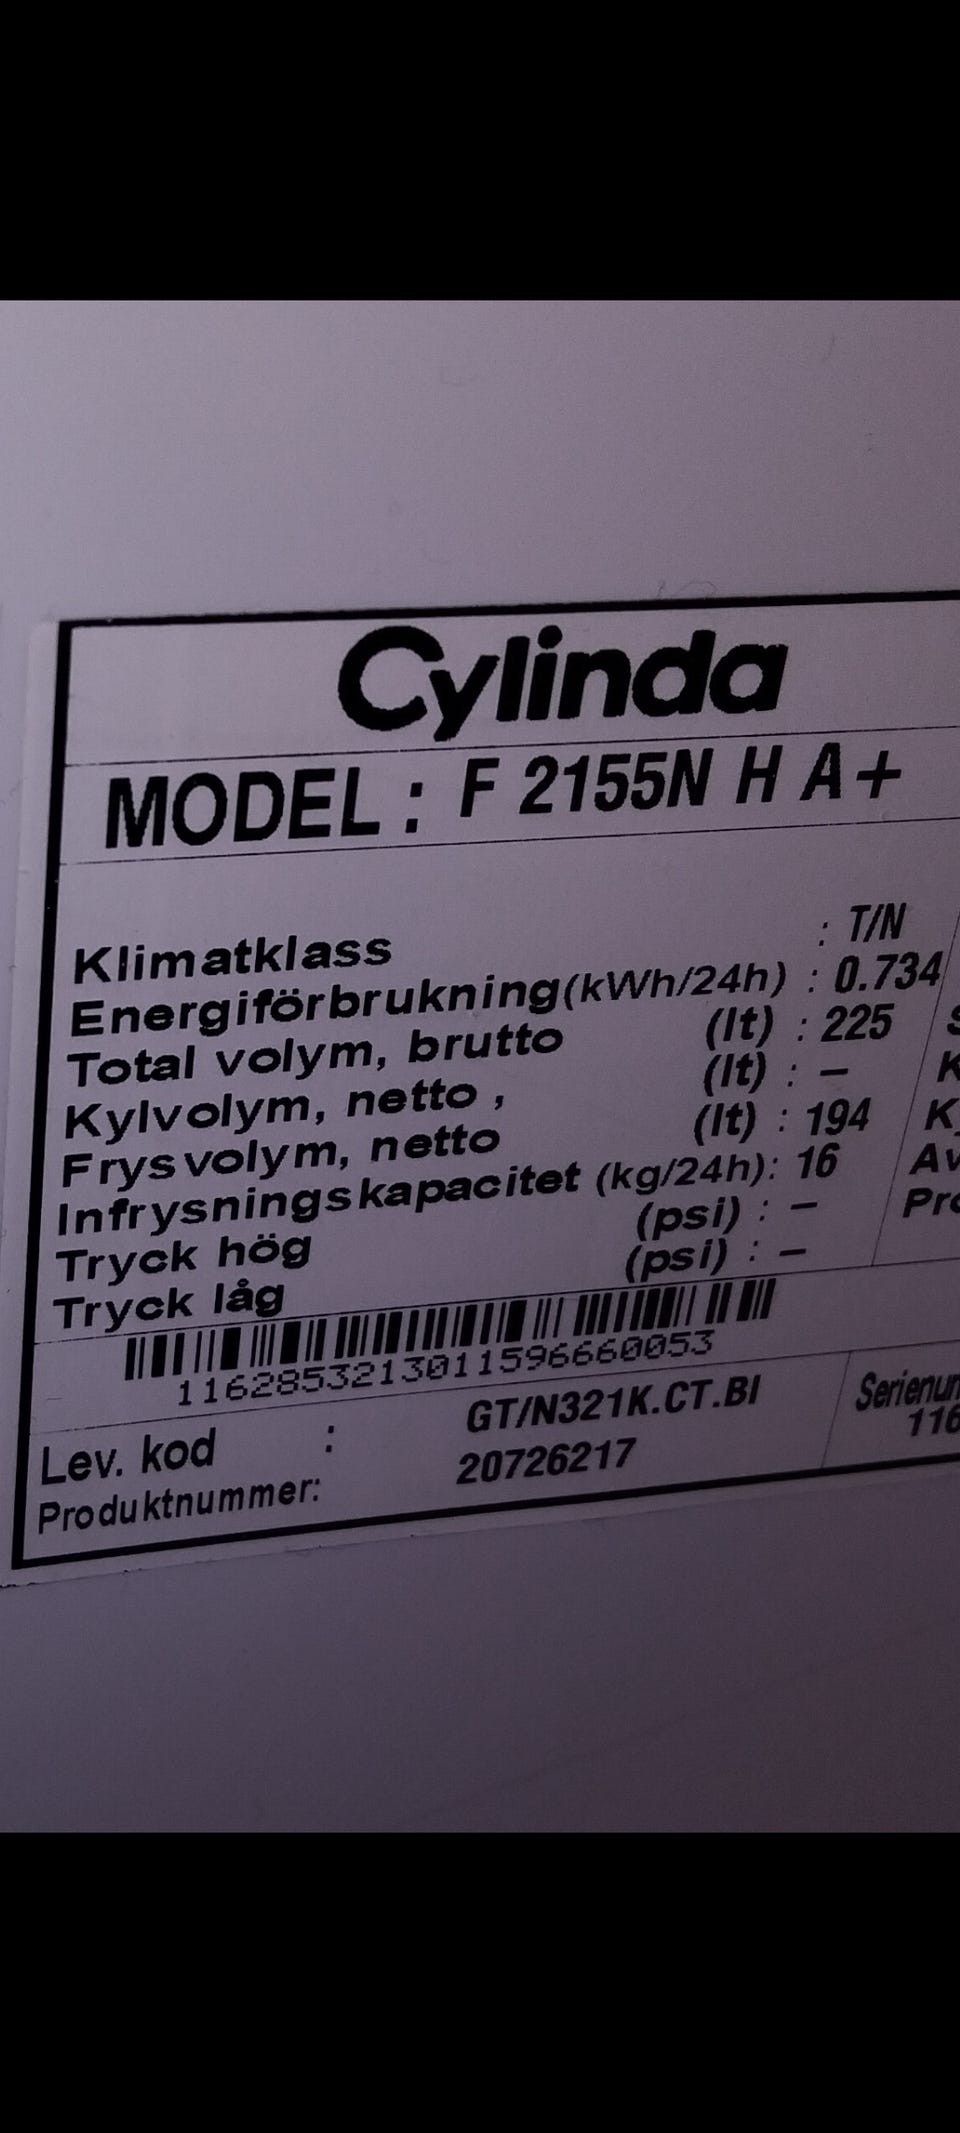 Cylinda
MODEL : F 2155N H A+
Klimatklass : T/N
Energiförbrukning(kWh/24h) : 0.734
Total volym, brutto (lt) : 225
Kylvolym, netto , (lt) : –
Frysvolym, netto (lt) : 194
Infrysningskapacitet (kg/24h): 16
Tryck hög (psi) : –
Tryck låg (psi) : –
1162853213011596660053
Lev. kod : GT/N321K.CT.BI
Produktnummer: 20726217
116